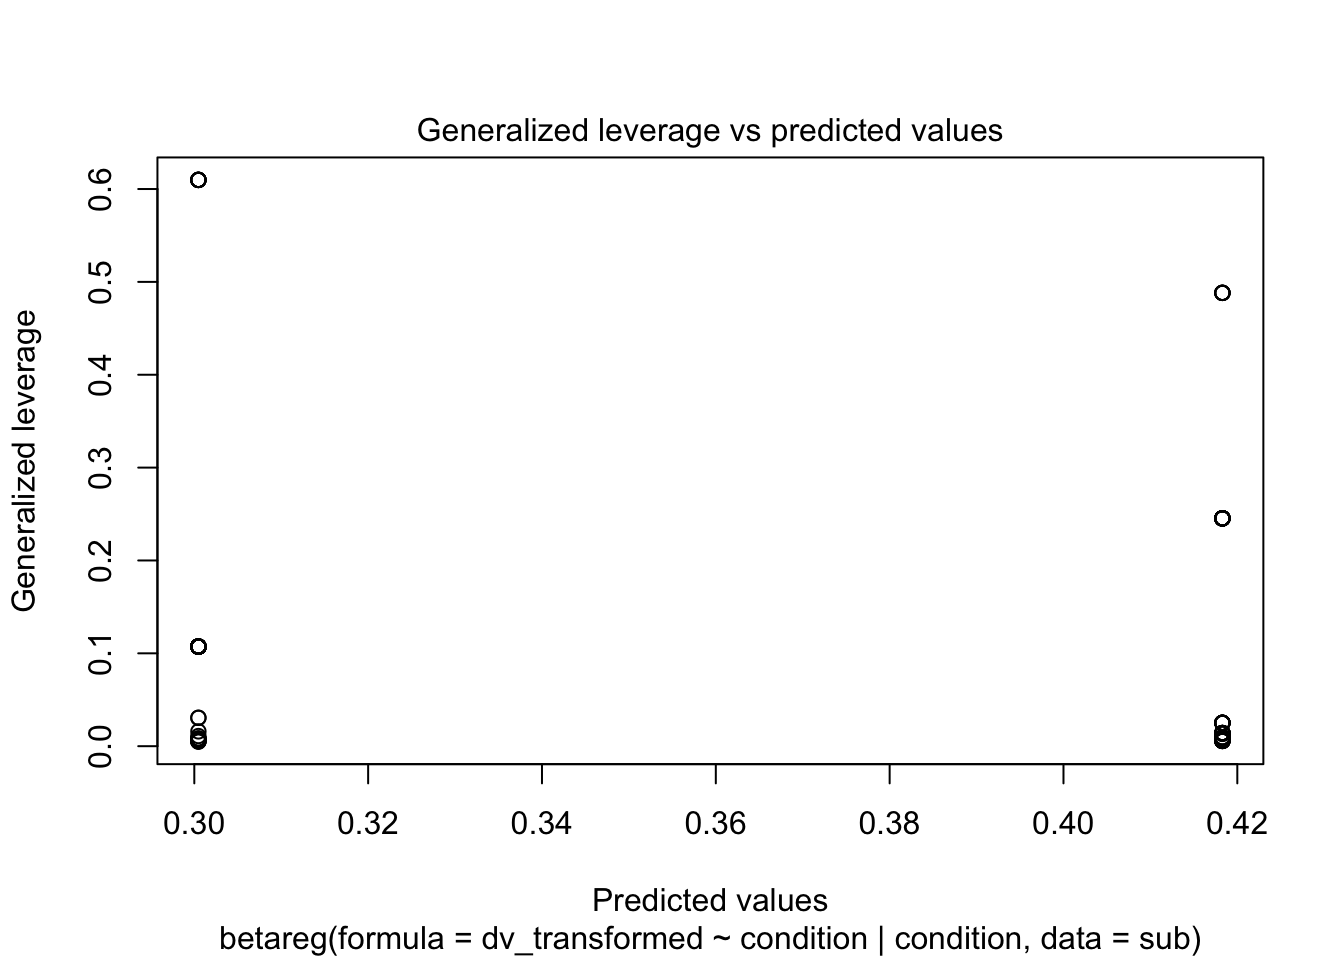 Generalized leverage vs predicted values
Generalized leverage
0.6
0.5
0.4
0.3
0.2
0.1
0.0
0.30 0.32 0.34 0.36 0.38 0.40 0.42
Predicted values
betareg(formula = dv_transformed ~ condition | condition, data = sub)